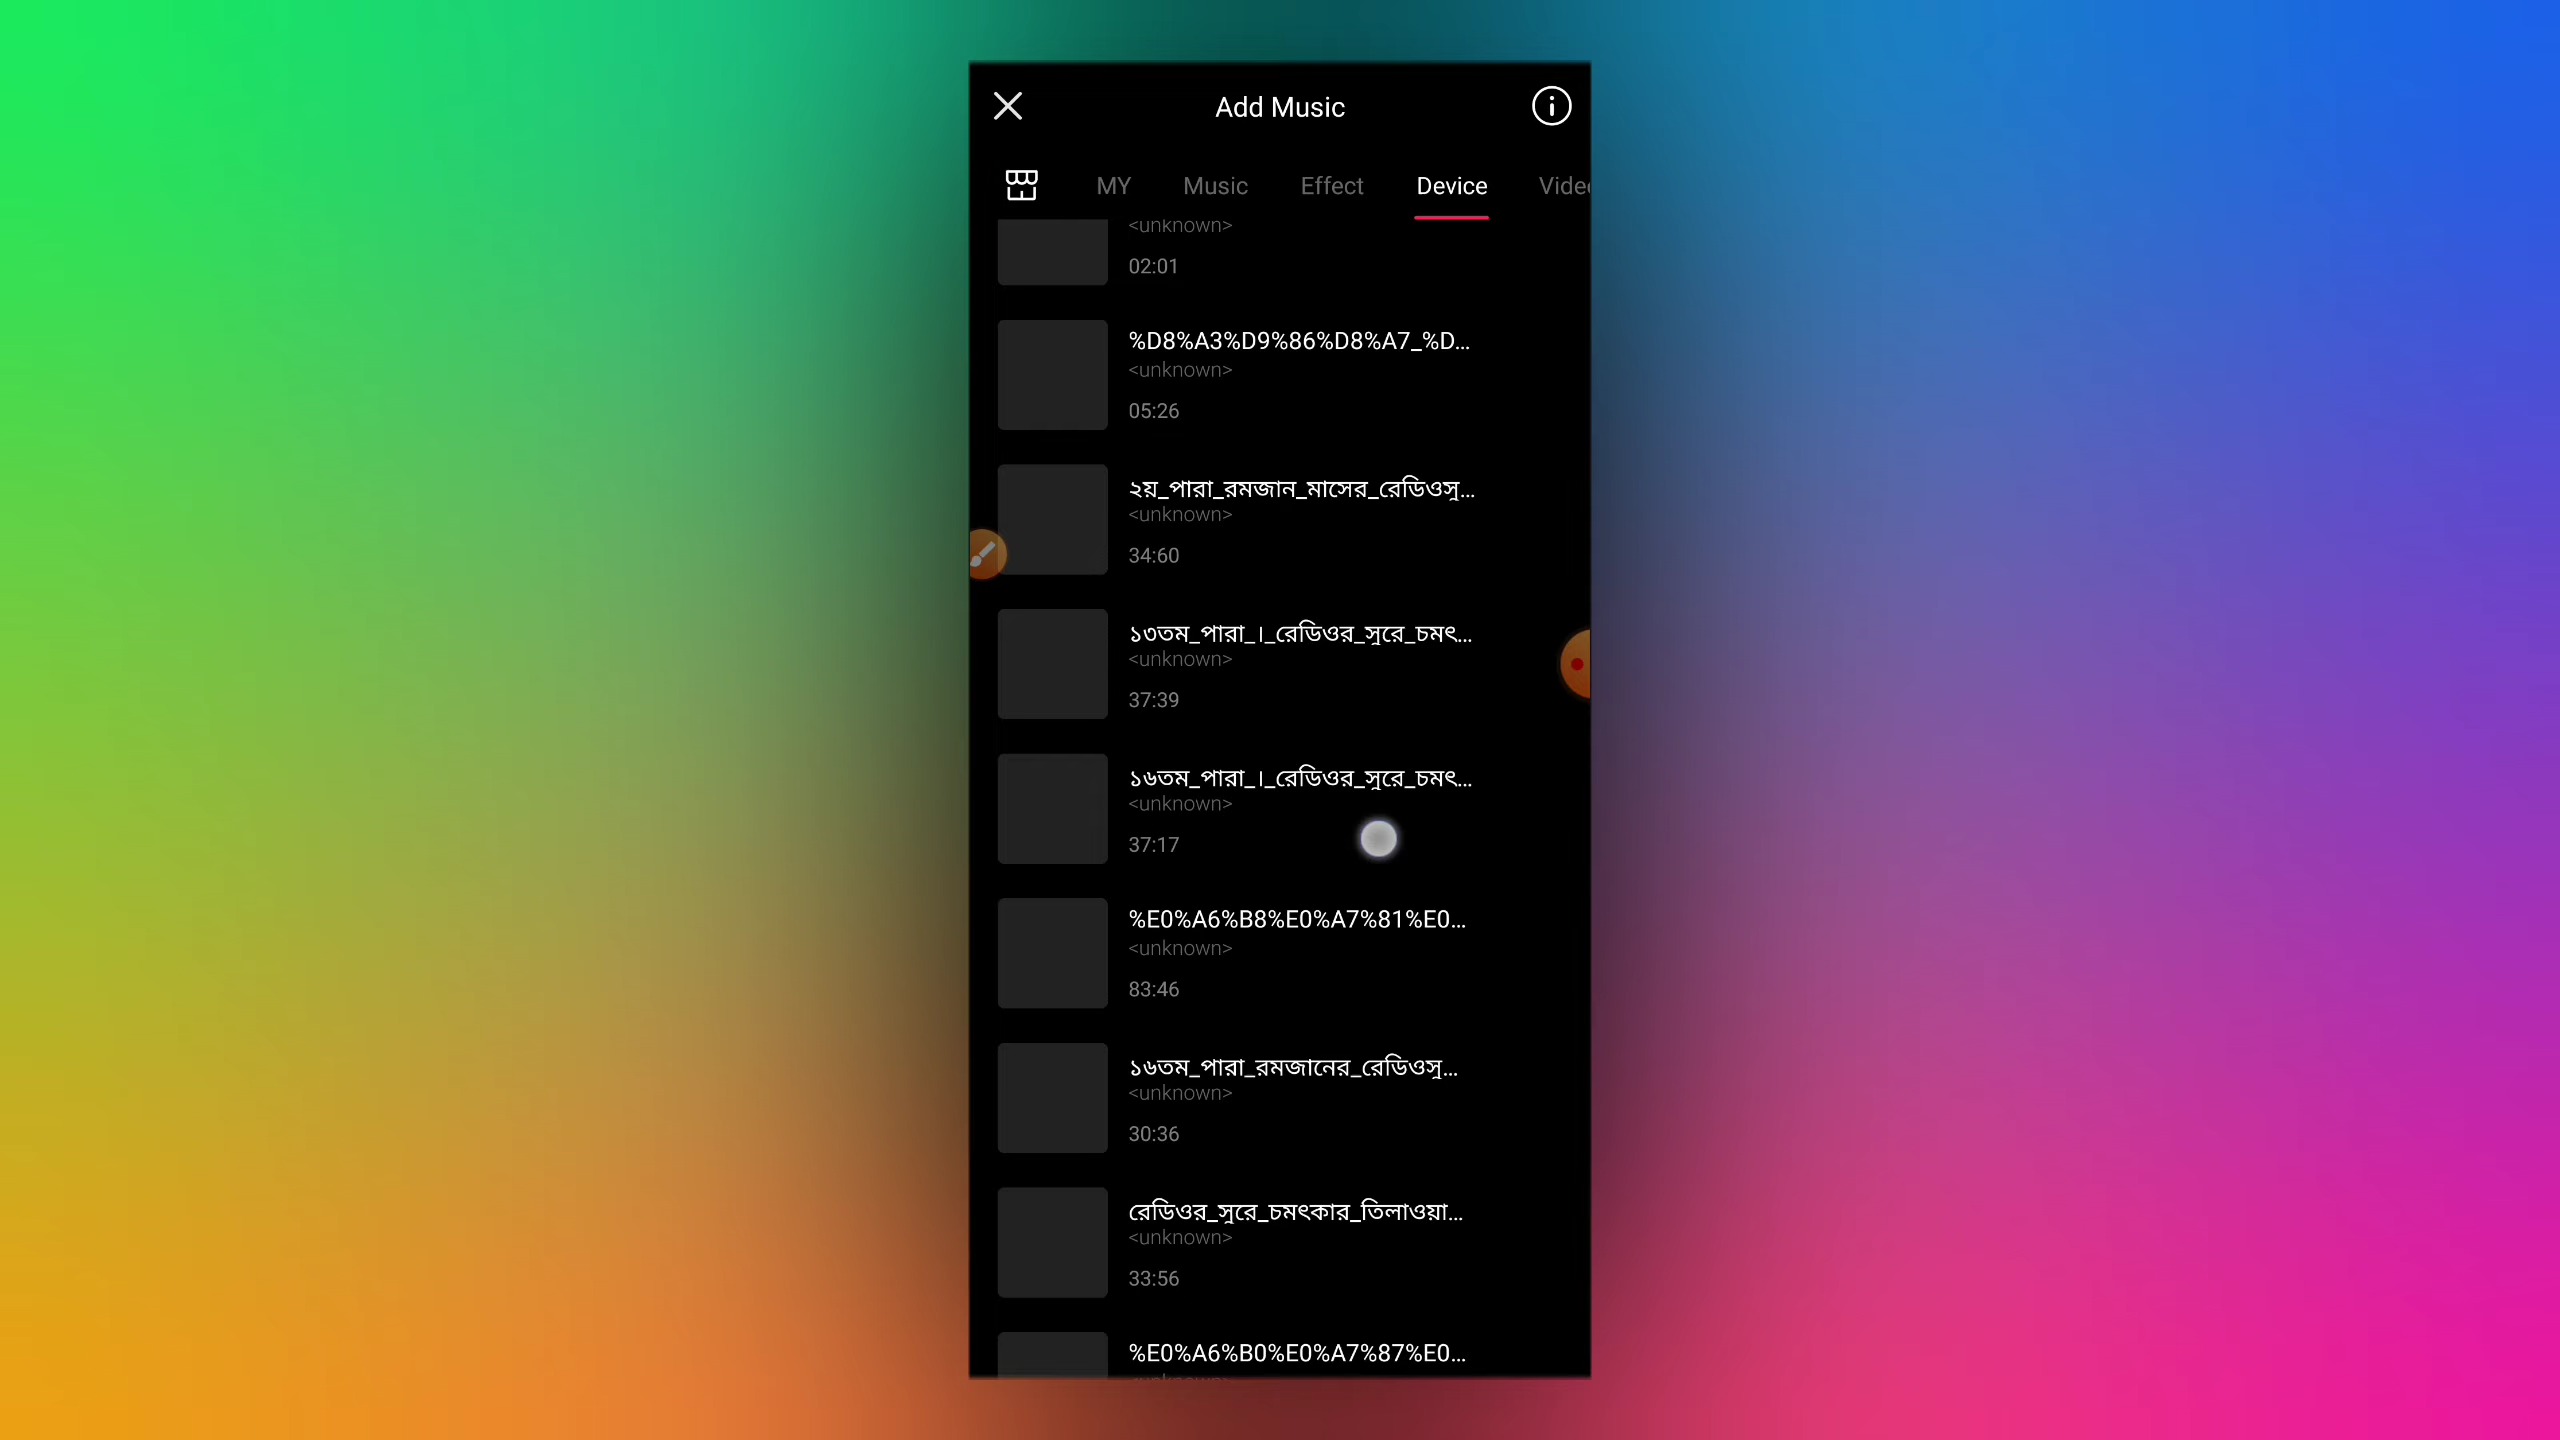 Add Music
MY Music Effect Device Vide
<unknown>
02:01
%D8%A3%D9%86%D8%A7_%D...
<unknown>
05:26
২য়_পারা_রমজান_মাসের_রেডিওসু...
<unknown>
34:60
১৩তম_পারা_।_রেডিওর_সুরে_চমৎ...
<unknown>
37:39
১৬তম_পারা_।_রেডিওর_সুরে_চমৎ...
<unknown>
37:17
%E0%A6%B8%E0%A7%81%E0...
<unknown>
83:46
১৬তম_পারা_রমজানের_রেডিওসু...
<unknown>
30:36
রেডিওর_সুরে_চমৎকার_তিলাওয়া...
<unknown>
33:56
%E0%A6%B0%E0%A7%87%E0...